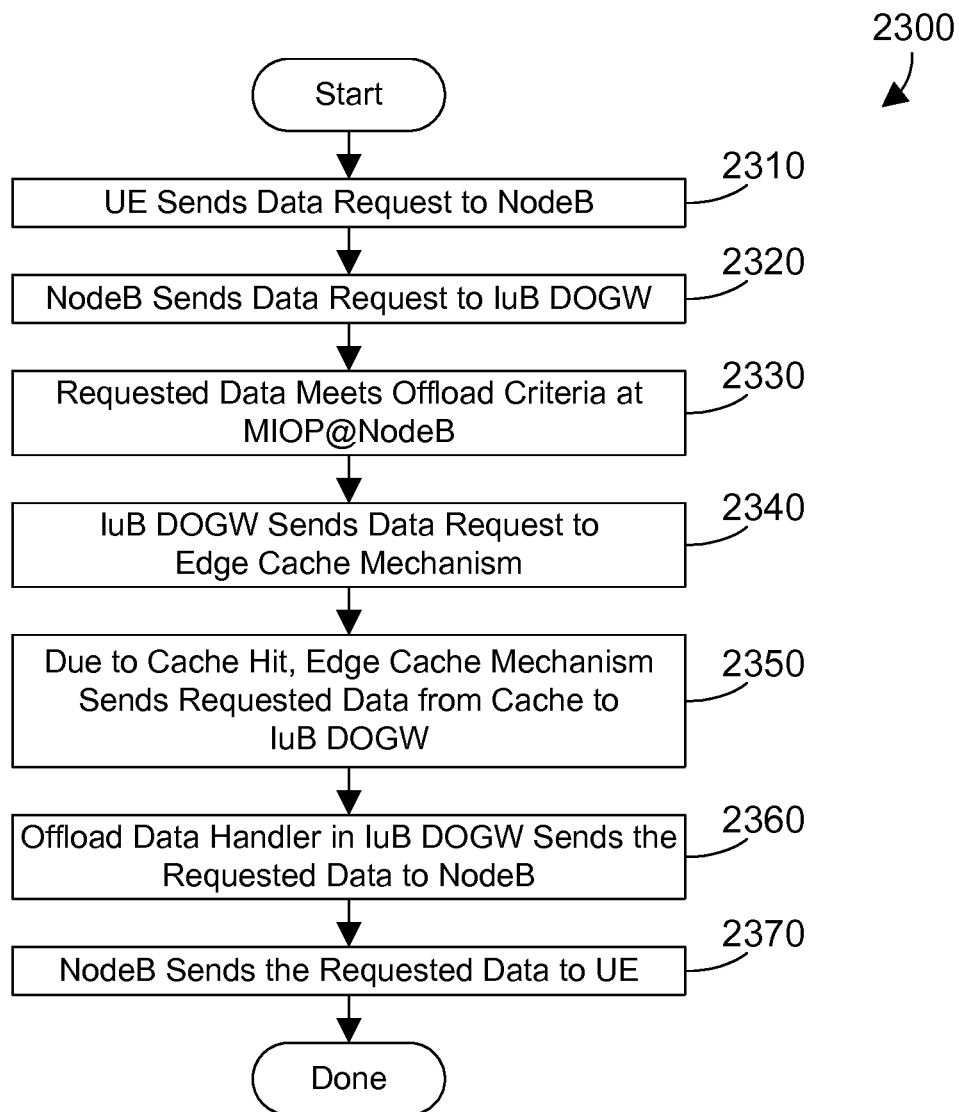 2300
Start
2310
UE Sends Data Request to NodeB
2320
NodeB Sends Data Request to IuB DOGW
2330
Requested Data Meets Offload Criteria at
MIOP@NodeB
2340
IuB DOGW Sends Data Request to
Edge Cache Mechanism
2350
Due to Cache Hit, Edge Cache Mechanism
Sends Requested Data from Cache to
IuB DOGW
2360
Offload Data Handler in IuB DOGW Sends the
Requested Data to NodeB
2370
NodeB Sends the Requested Data to UE
Done